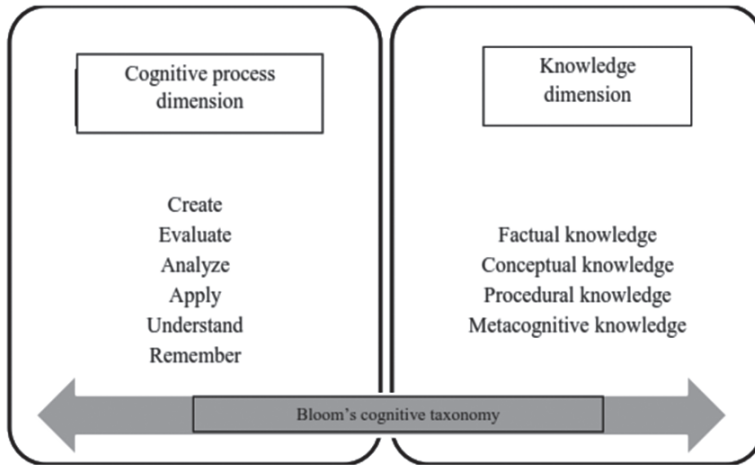 Cognitive process
dimension
Create
Evaluate
Analyze
Apply
Understand
Remember
Knowledge
dimension
Factual knowledge
Conceptual knowledge
Procedural knowledge
Metacognitive knowledge
Bloom's cognitive taxonomy